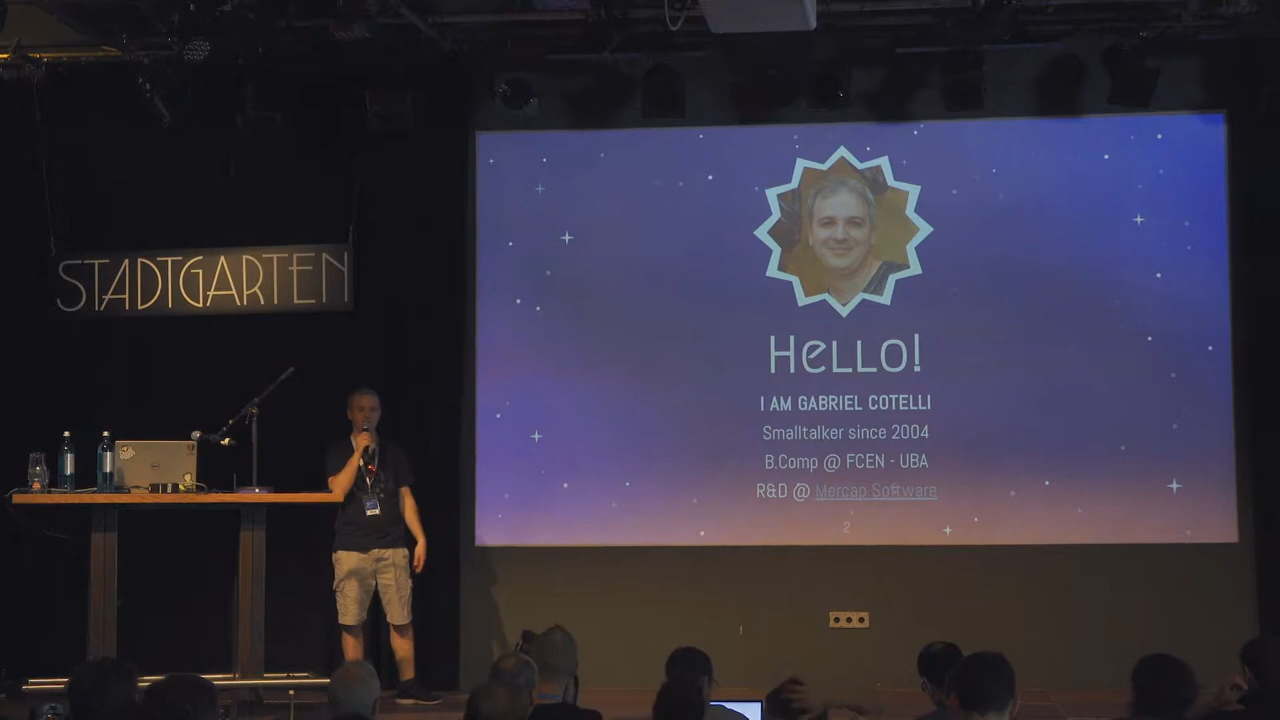 STADTGARTEN
Hello!
I AM GABRIEL COTELLI
Smalltalker since 2004
B.Comp @ FCEN - UBA
R&D @ Mercap Software
2